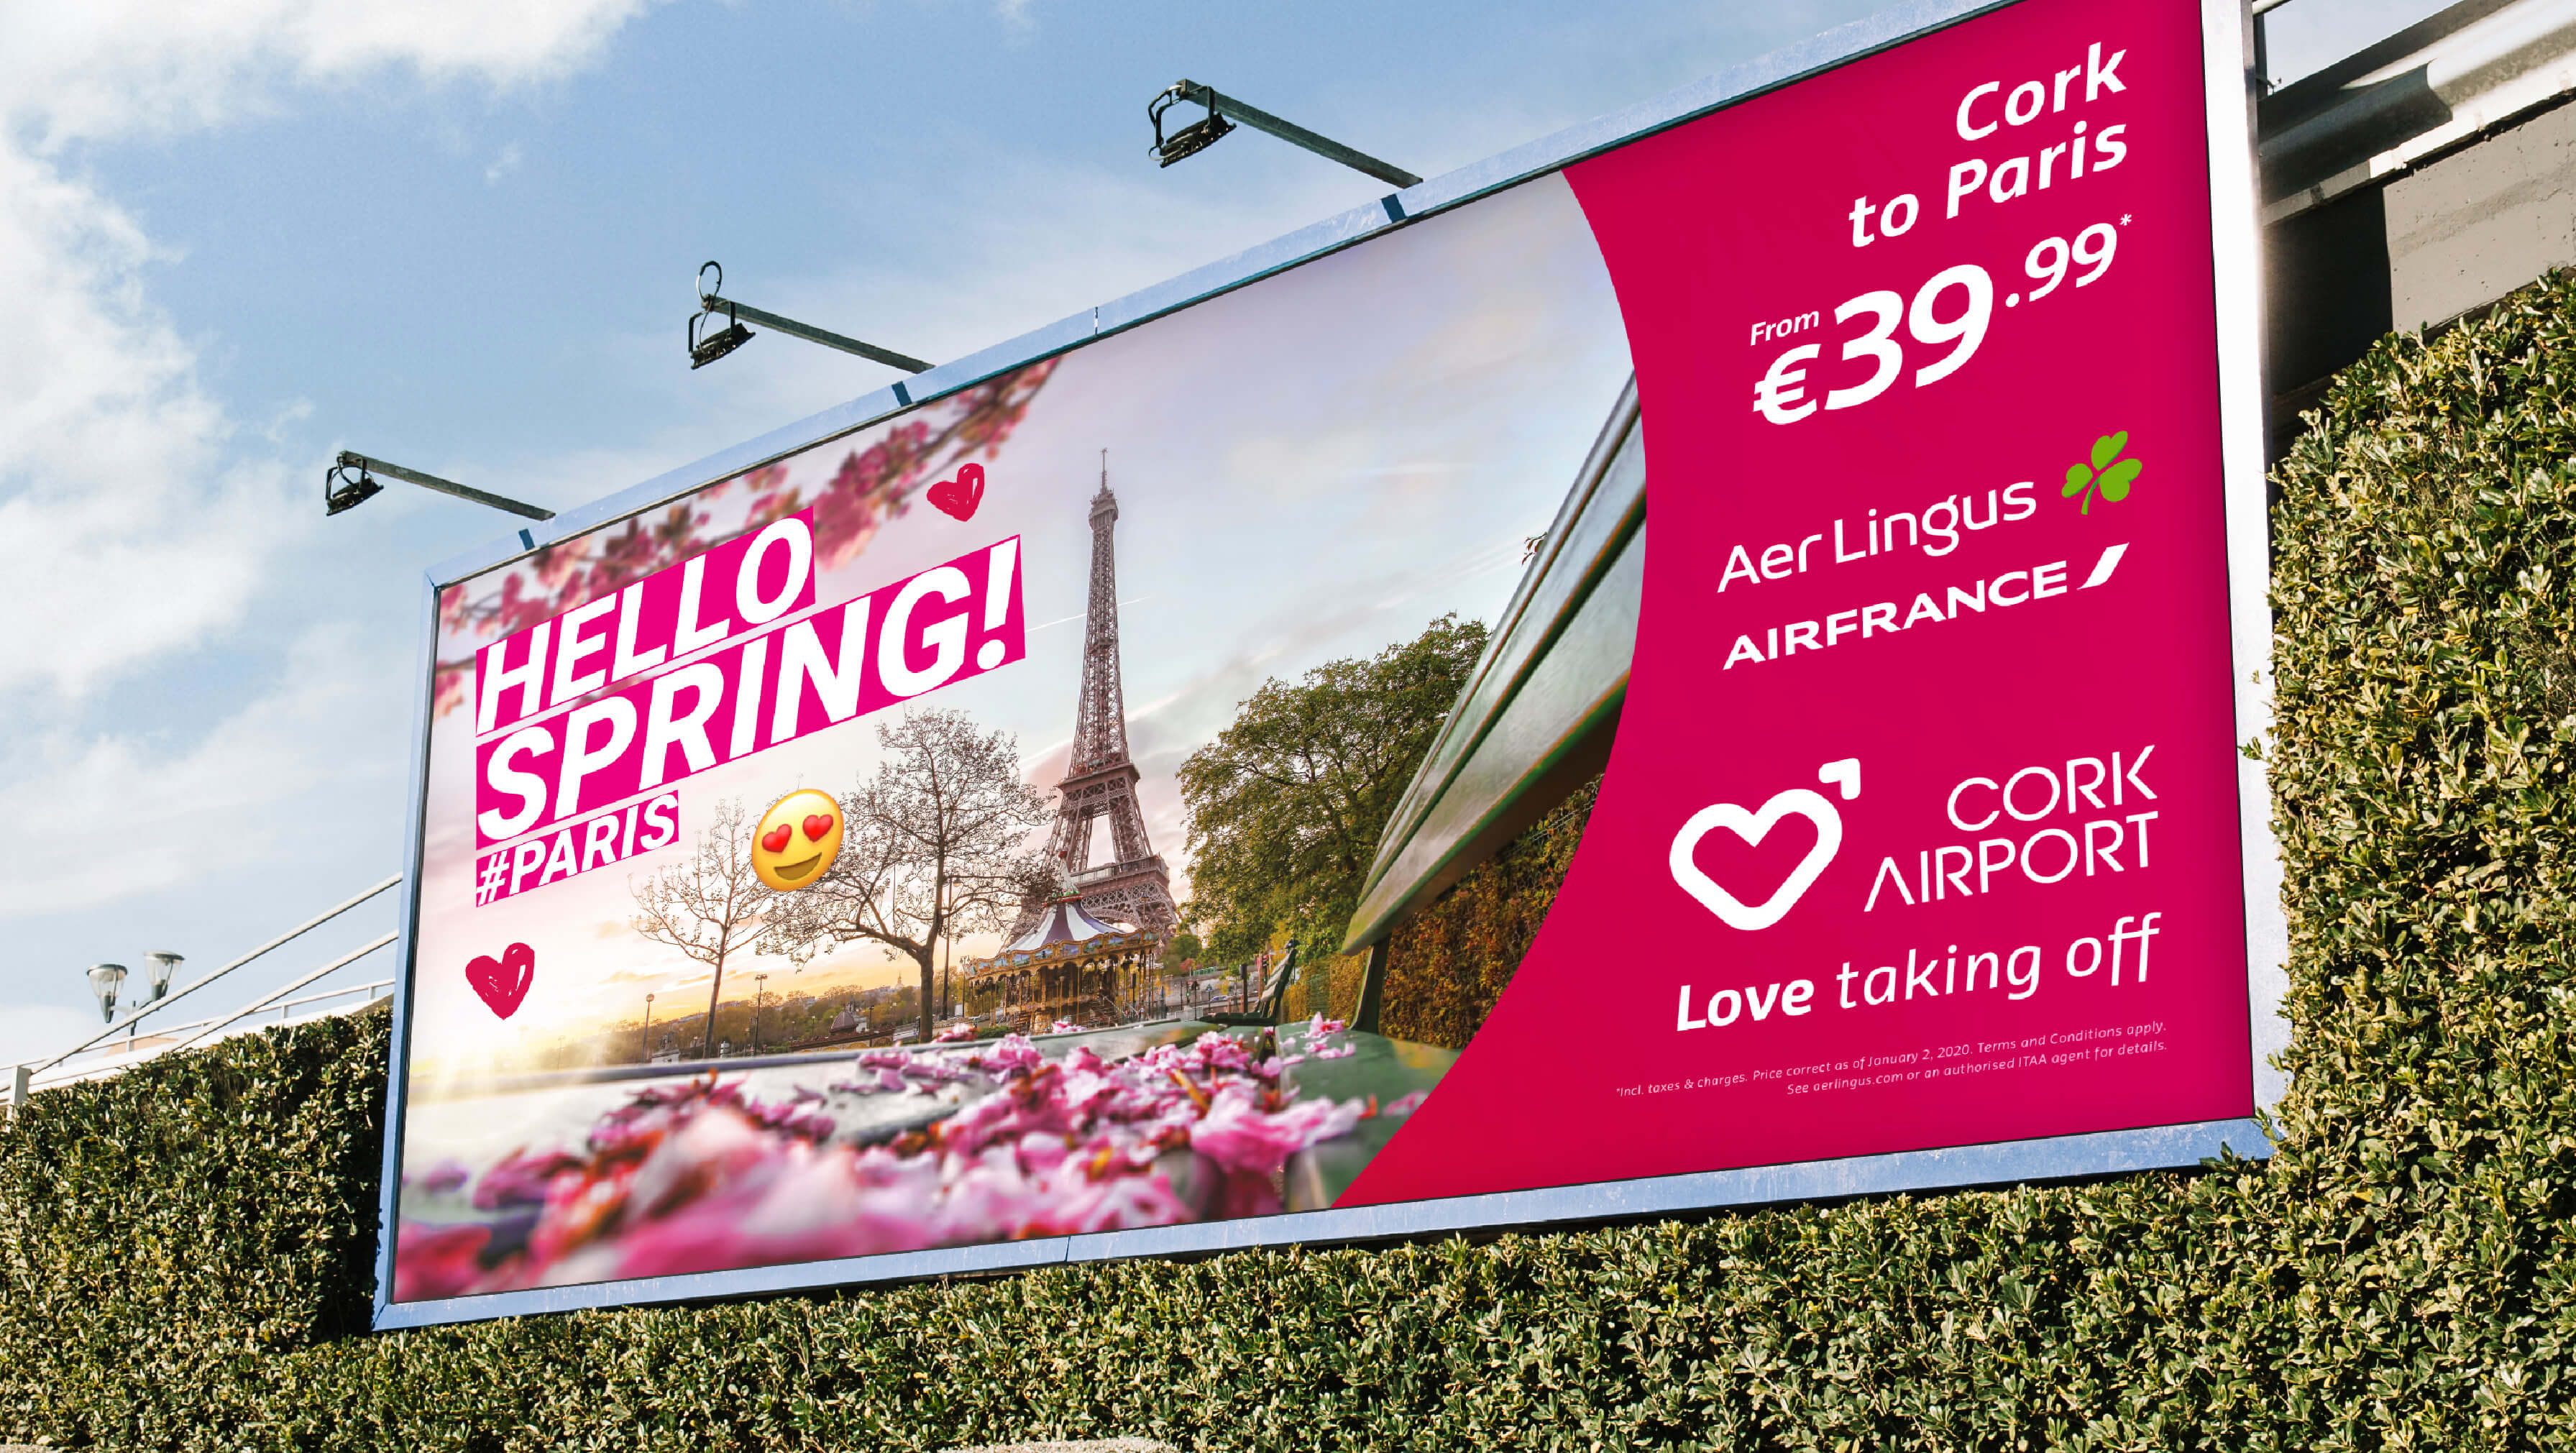 HELLO
SPRING!
#PARIS
Cork
to Paris
From
€39.99*
Aer Lingus
AIRFRANCE
CORK
AIRPORT
Love taking off
*Incl. taxes & charges. Price correct as of January 2, 2020. Terms and Conditions apply.
See aerlingus.com or an authorised ITAA agent for details.